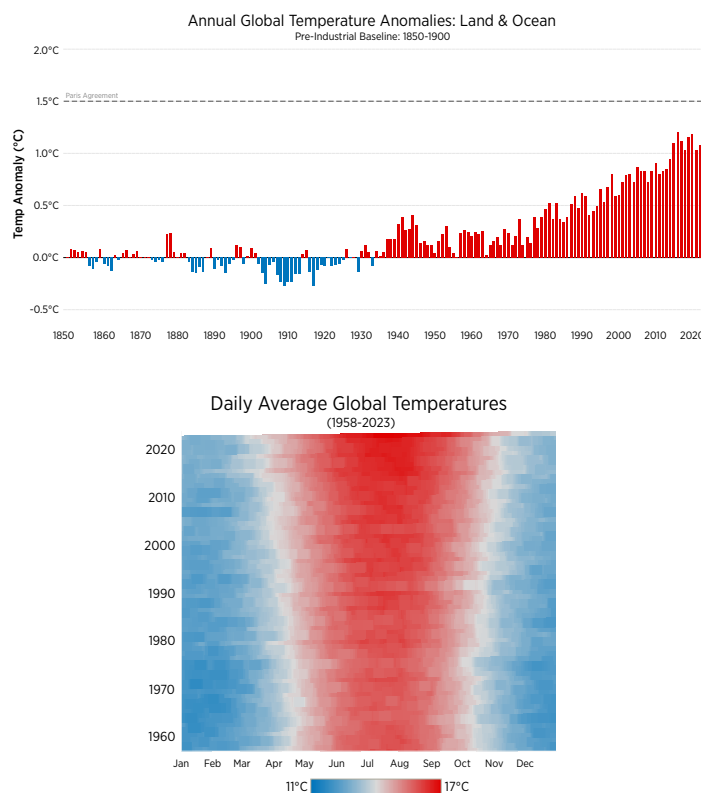 Annual Global Temperature Anomalies: Land & Ocean
Pre-Industrial Baseline: 1850-1900
Temp Anomaly (°C)
2.0°C
Paris Agreement
1.5°C
1.0°C
0.5°C
0.0°C
-0.5°C
1850 1860 1870 1880 1890 1900 1910 1920 1930 1940 1950 1960 1970 1980 1990 2000 2010 2020
Daily Average Global Temperatures
(1958-2023)
2020
2010
2000
1990
1980
1970
1960
Jan Feb Mar Apr May Jun Jul Aug Sep Oct Nov Dec
11°C 17°C